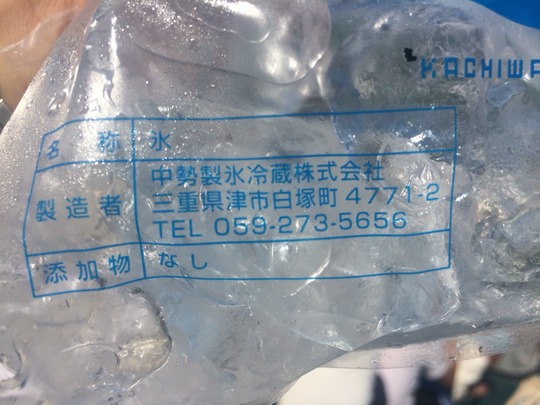 KACHIWA
名称 氷
製造者 中勢製氷冷蔵株式会社
三重県津市白塚町 4771-2
TEL 059-273-5656
添加物 なし